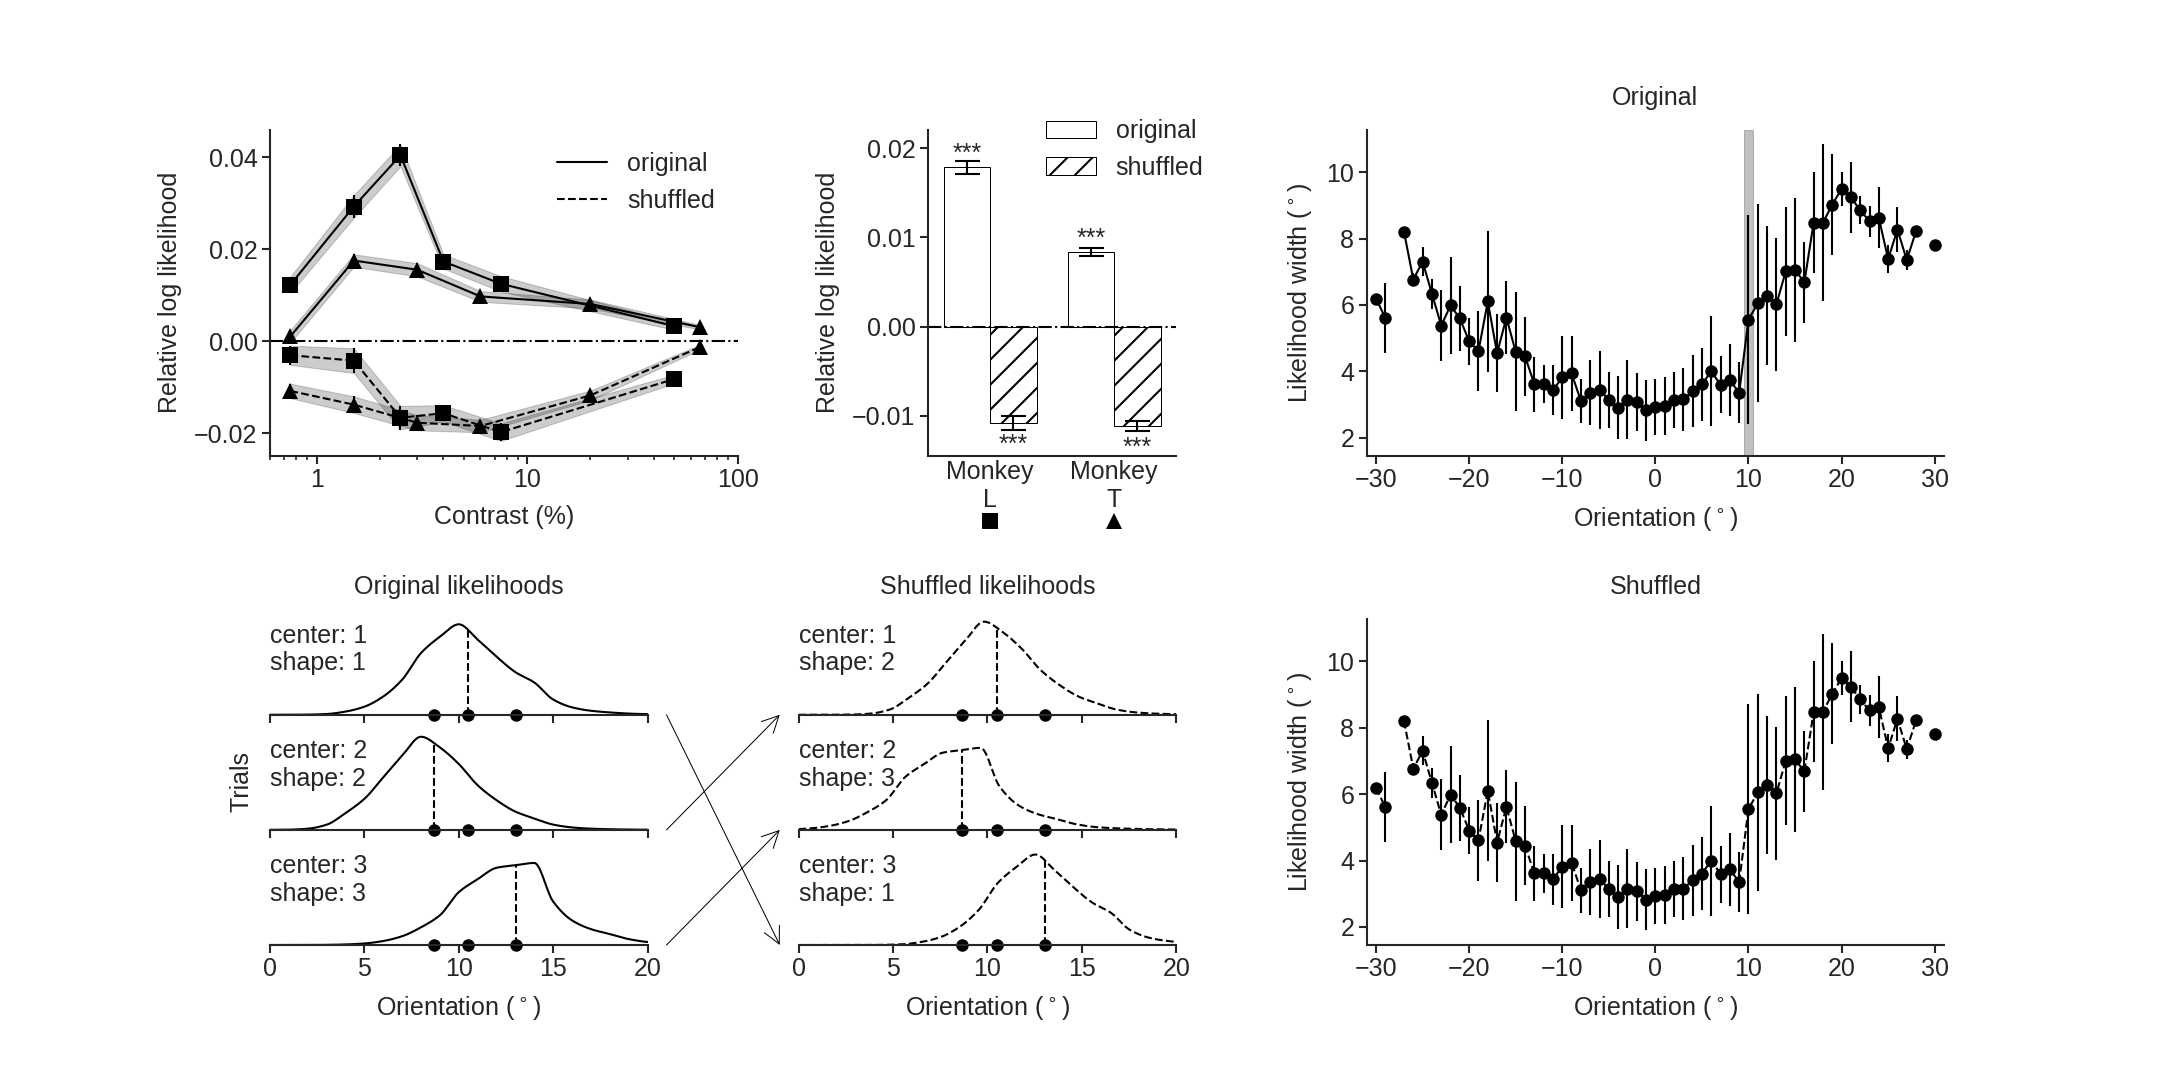 Relative log likelihood
0.04
0.02
0.00
−0.02
1
10
100
Contrast (%)
original
shuffled
Relative log likelihood
0.02
0.01
0.00
−0.01
original
shuffled
***
***
***
***
Monkey
L
Monkey
T
Original
Likelihood width (°)
10
8
6
4
2
−30
−20
−10
0
10
20
30
Orientation (°)
Original likelihoods
Trials
center: 1
shape: 1
center: 2
shape: 2
center: 3
shape: 3
0
5
10
15
20
Orientation (°)
Shuffled likelihoods
center: 1
shape: 2
center: 2
shape: 3
center: 3
shape: 1
0
5
10
15
20
Orientation (°)
Shuffled
Likelihood width (°)
10
8
6
4
2
−30
−20
−10
0
10
20
30
Orientation (°)